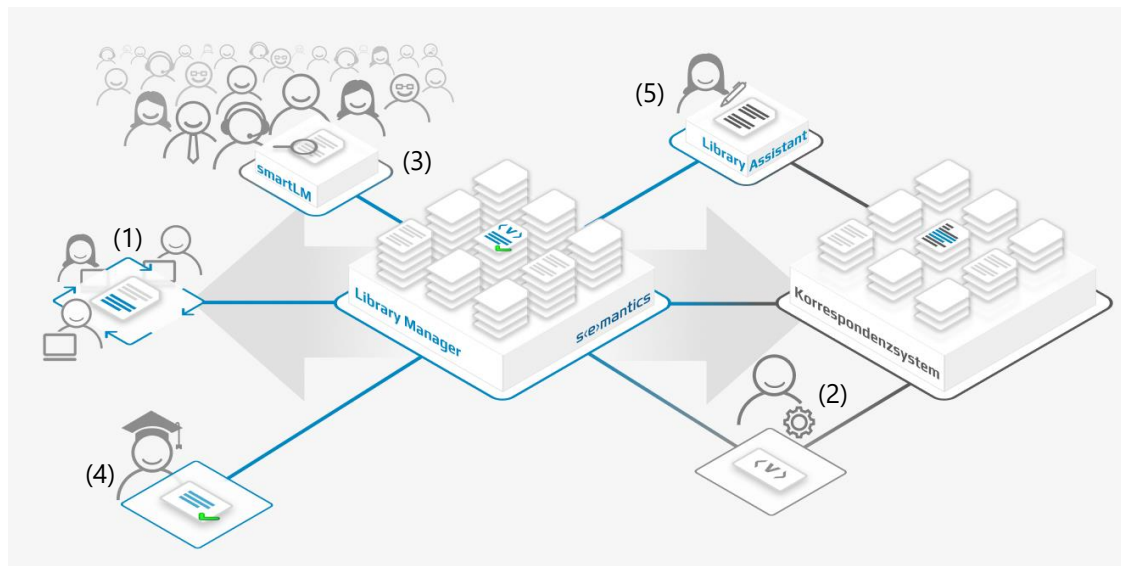 (5)
Library Assistant
(3)
smartLM
(1)
<v>
Library Manager
s<e>mantics
Korrespondenzsystem
(2)
(4)
<v>